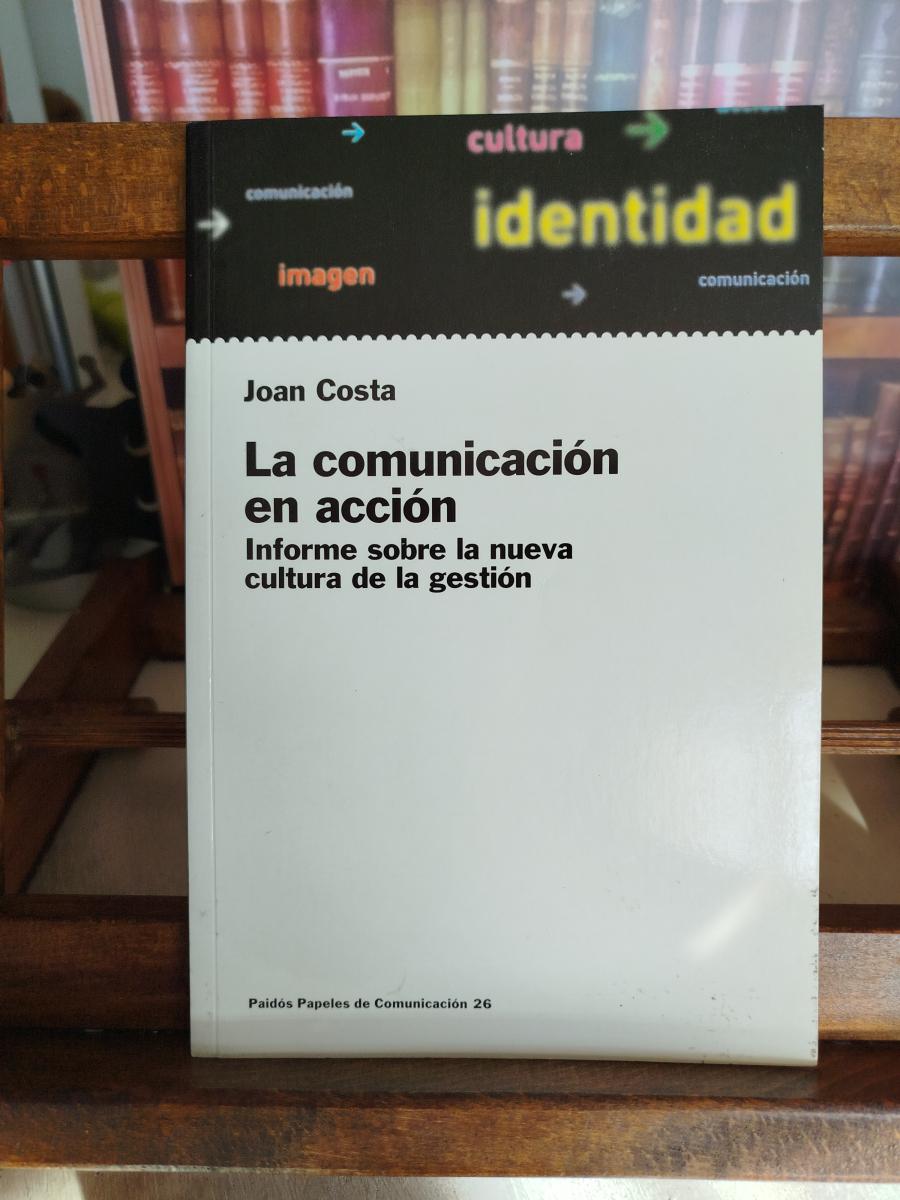 cultura
comunicación
identidad
imagen
comunicación
Joan Costa
La comunicación
en acción
Informe sobre la nueva
cultura de la gestión
Paidós Papeles de Comunicación 26